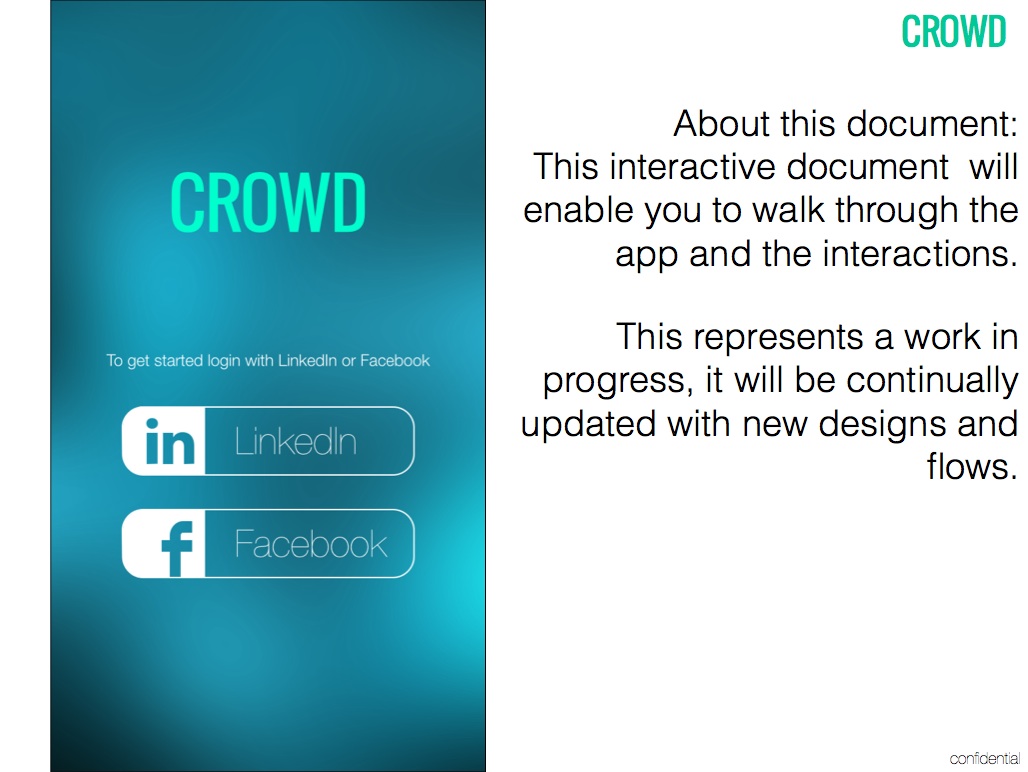 CROWD
To get started login with LinkedIn or Facebook
in LinkedIn
f Facebook
CROWD
About this document:
This interactive document  will
enable you to walk through the
app and the interactions.
This represents a work in
progress, it will be continually
updated with new designs and
flows.
confidential